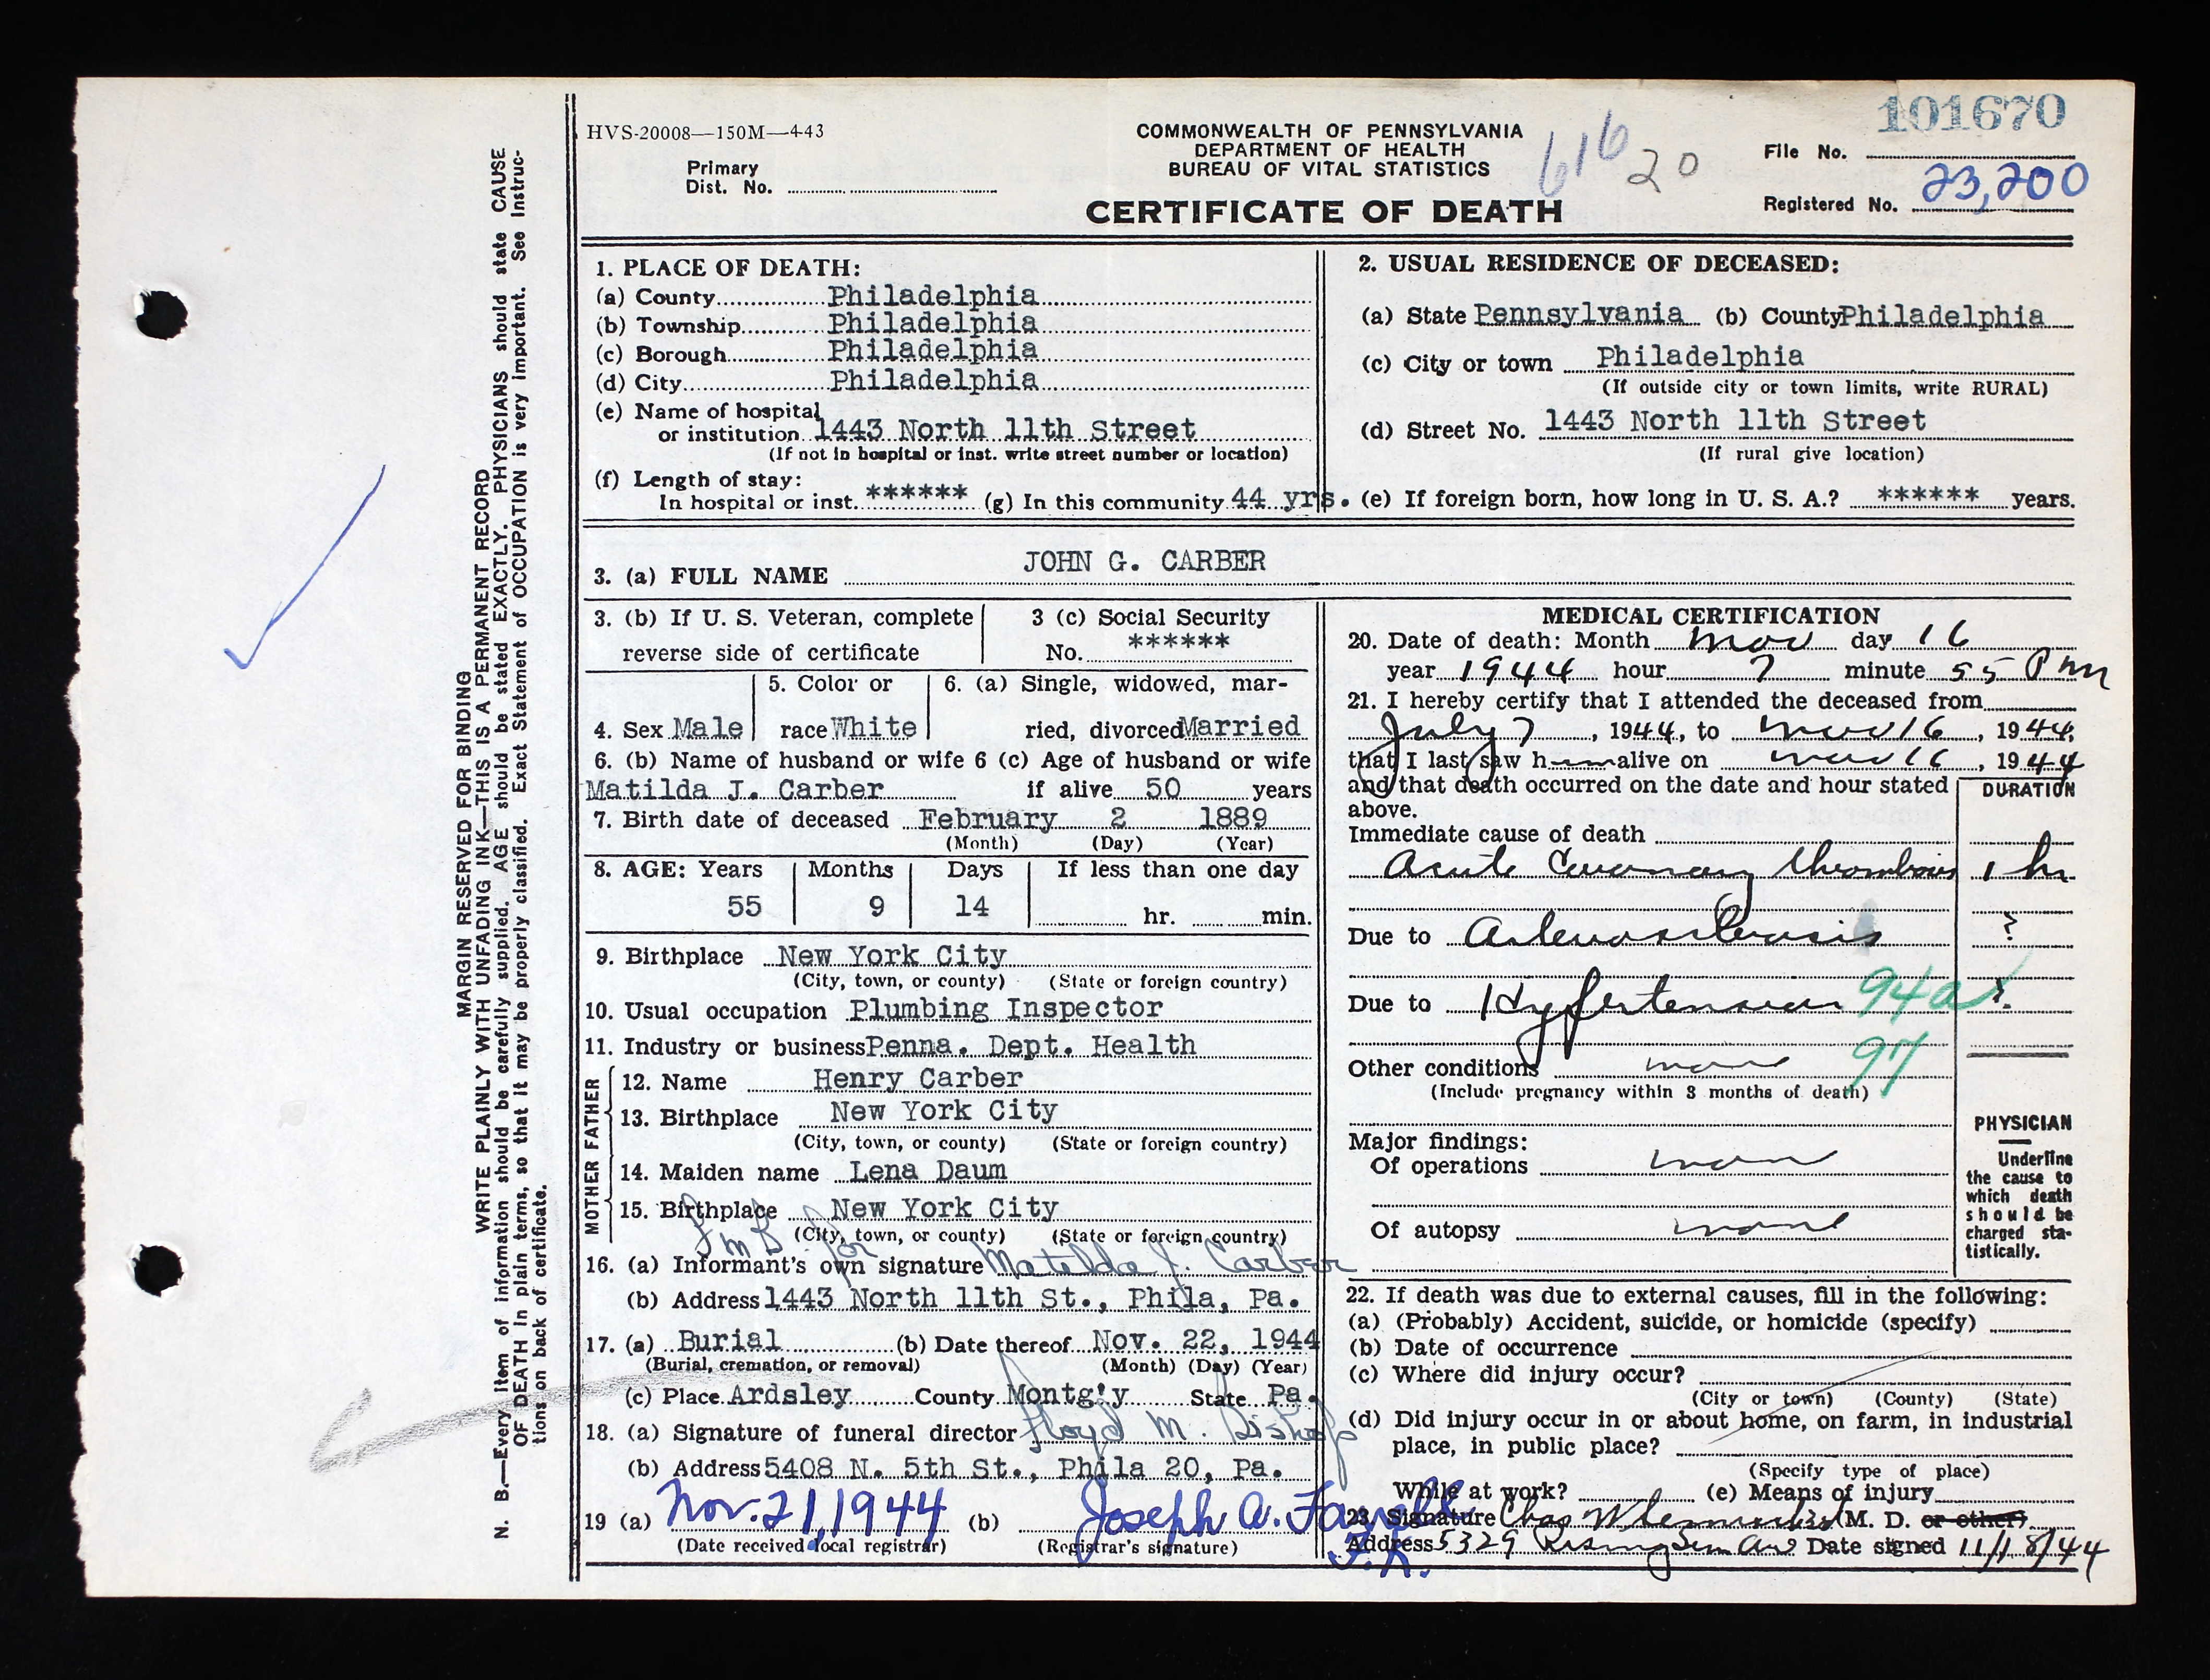 101670
HVS-20008—150M—4-43
COMMONWEALTH OF PENNSYLVANIA
DEPARTMENT OF HEALTH
BUREAU OF VITAL STATISTICS
616 20
File No.
Primary
Dist. No.
CERTIFICATE OF DEATH
Registered No. 23,200
1. PLACE OF DEATH:
(a) County Philadelphia
(b) Township Philadelphia
(c) Borough Philadelphia
(d) City Philadelphia
(e) Name of hospital
or institution 1443 North 11th Street
(If not in hospital or inst. write street number or location)
(f) Length of stay:
In hospital or inst. ****** (g) In this community 44 yrs.
2. USUAL RESIDENCE OF DECEASED:
(a) State Pennsylvania (b) County Philadelphia
(c) City or town Philadelphia
(If outside city or town limits, write RURAL)
(d) Street No. 1443 North 11th Street
(If rural give location)
(e) If foreign born, how long in U. S. A.? ****** years.
3. (a) FULL NAME JOHN G. CARBER
3. (b) If U. S. Veteran, complete
reverse side of certificate
3 (c) Social Security
No. ******
4. Sex Male
5. Color or
race White
6. (a) Single, widowed, mar-
ried, divorced Married
6. (b) Name of husband or wife 6 (c) Age of husband or wife
Matilda J. Carber if alive 50 years
7. Birth date of deceased February 2 1889
(Month) (Day) (Year)
8. AGE: Years Months Days If less than one day
55 9 14 hr. min.
9. Birthplace New York City
(City, town, or county) (State or foreign country)
10. Usual occupation Plumbing Inspector
11. Industry or business Penna. Dept. Health
FATHER
12. Name Henry Carber
13. Birthplace New York City
(City, town, or county) (State or foreign country)
MOTHER
14. Maiden name Lena Daum
15. Birthplace New York City
(City, town, or county) (State or foreign country)
FmB for
16. (a) Informant's own signature Matilda J. Carber
(b) Address 1443 North 11th St., Phila, Pa.
17. (a) Burial (b) Date thereof Nov. 22, 1944
(Burial, cremation, or removal) (Month) (Day) (Year)
(c) Place Ardsley County Montg'y State Pa.
18. (a) Signature of funeral director Floyd M. Bishop
(b) Address 5408 N. 5th St., Phila 20, Pa.
19 (a) Nov. 21, 1944 (b) Joseph A. Farrell
F.K.
(Date received local registrar) (Registrar's signature)
MEDICAL CERTIFICATION
20. Date of death: Month Nov day 16
year 1944 hour 7 minute 55 Pm
21. I hereby certify that I attended the deceased from
July 7, 1944, to Nov 16, 1944,
that I last saw him alive on Nov 16, 1944
and that death occurred on the date and hour stated
above.
DURATION
Immediate cause of death
Acute Coronary thrombosis 1 hr.
Due to Arteriosclerosis ?
Due to Hypertension 94a ?
97
Other conditions none
(Include pregnancy within 3 months of death)
Major findings:
Of operations none
Of autopsy none
PHYSICIAN
Underline
the cause to
which death
should be
charged sta-
tistically.
22. If death was due to external causes, fill in the following:
(a) (Probably) Accident, suicide, or homicide (specify)
(b) Date of occurrence
(c) Where did injury occur?
(City or town) (County) (State)
(d) Did injury occur in or about home, on farm, in industrial
place, in public place?
(Specify type of place)
While at work? (e) Means of injury
23. Signature Chas W M. D. or other)
Address 5329 Rising Sun Av Date signed 11/18/44
MARGIN RESERVED FOR BINDING
WRITE PLAINLY WITH UNFADING INK—THIS IS A PERMANENT RECORD
N. B.—Every item of information should be carefully supplied. AGE should be stated EXACTLY. PHYSICIANS should state CAUSE
OF DEATH in plain terms, so that it may be properly classified. Exact Statement of OCCUPATION is very important. See Instruc-
tions on back of certificate.